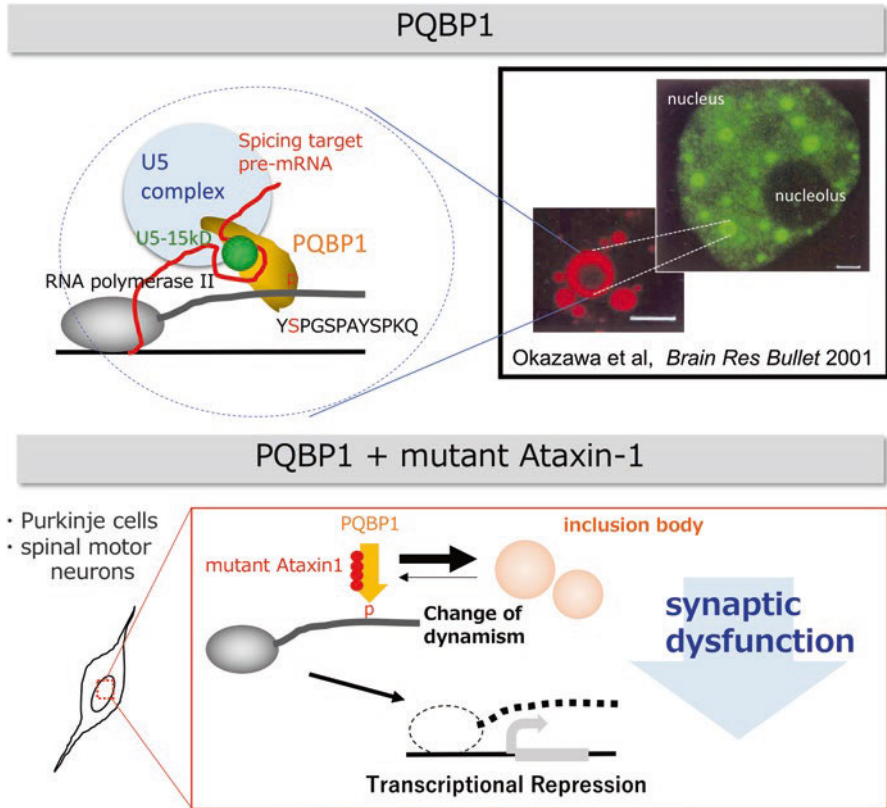 PQBP1
Spicing target
pre-mRNA
U5
complex
U5-15kD
PQBP1
RNA polymerase II
p
YSPGSPAYSPKQ
nucleus
nucleolus
Okazawa et al, Brain Res Bullet 2001
PQBP1 + mutant Ataxin-1
・Purkinje cells
・spinal motor
neurons
PQBP1
mutant Ataxin1
p
inclusion body
Change of
dynamism
synaptic
dysfunction
Transcriptional Repression